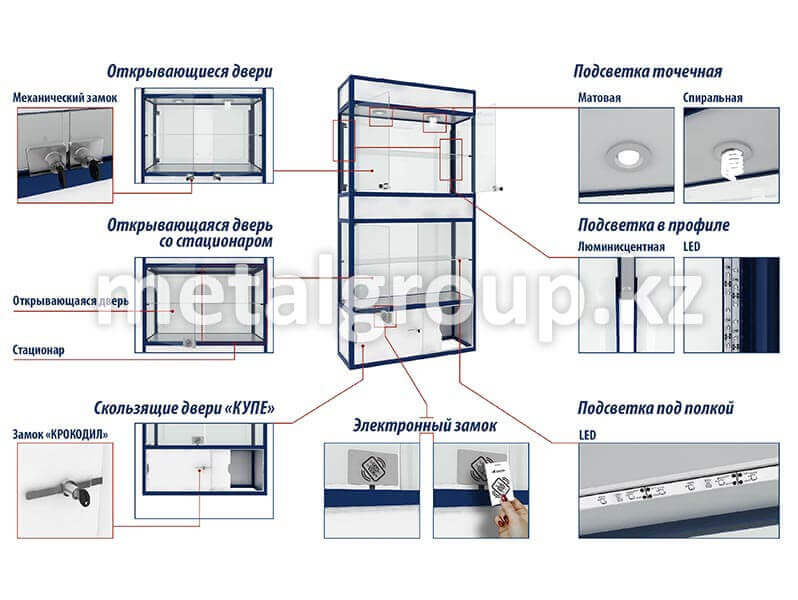 Открывающиеся двери
Механический замок
Подсветка точечная
Матовая
Спиральная
Открывающаяся дверь
со стационаром
Открывающаяся дверь
Стационар
Подсветка в профиле
Люминисцентная
LED
metalgroup.kz
Скользящие двери «КУПЕ»
Замок «КРОКОДИЛ»
Электронный замок
Подсветка под полкой
LED